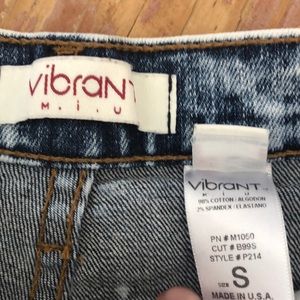 vibranT
M.i.U
vibranT
M I U
98% COTTON / ALGODON
2% SPANDEX / ELASTANO
PN # M1050
CUT # B99S
STYLE # P214
SIZE S
MADE IN U.S.A.